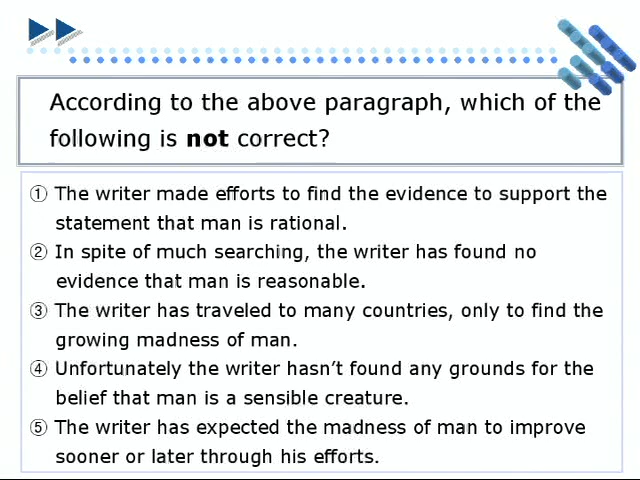 According to the above paragraph, which of the
following is not correct?
① The writer made efforts to find the evidence to support the
statement that man is rational.
② In spite of much searching, the writer has found no
evidence that man is reasonable.
③ The writer has traveled to many countries, only to find the
growing madness of man.
④ Unfortunately the writer hasn’t found any grounds for the
belief that man is a sensible creature.
⑤ The writer has expected the madness of man to improve
sooner or later through his efforts.